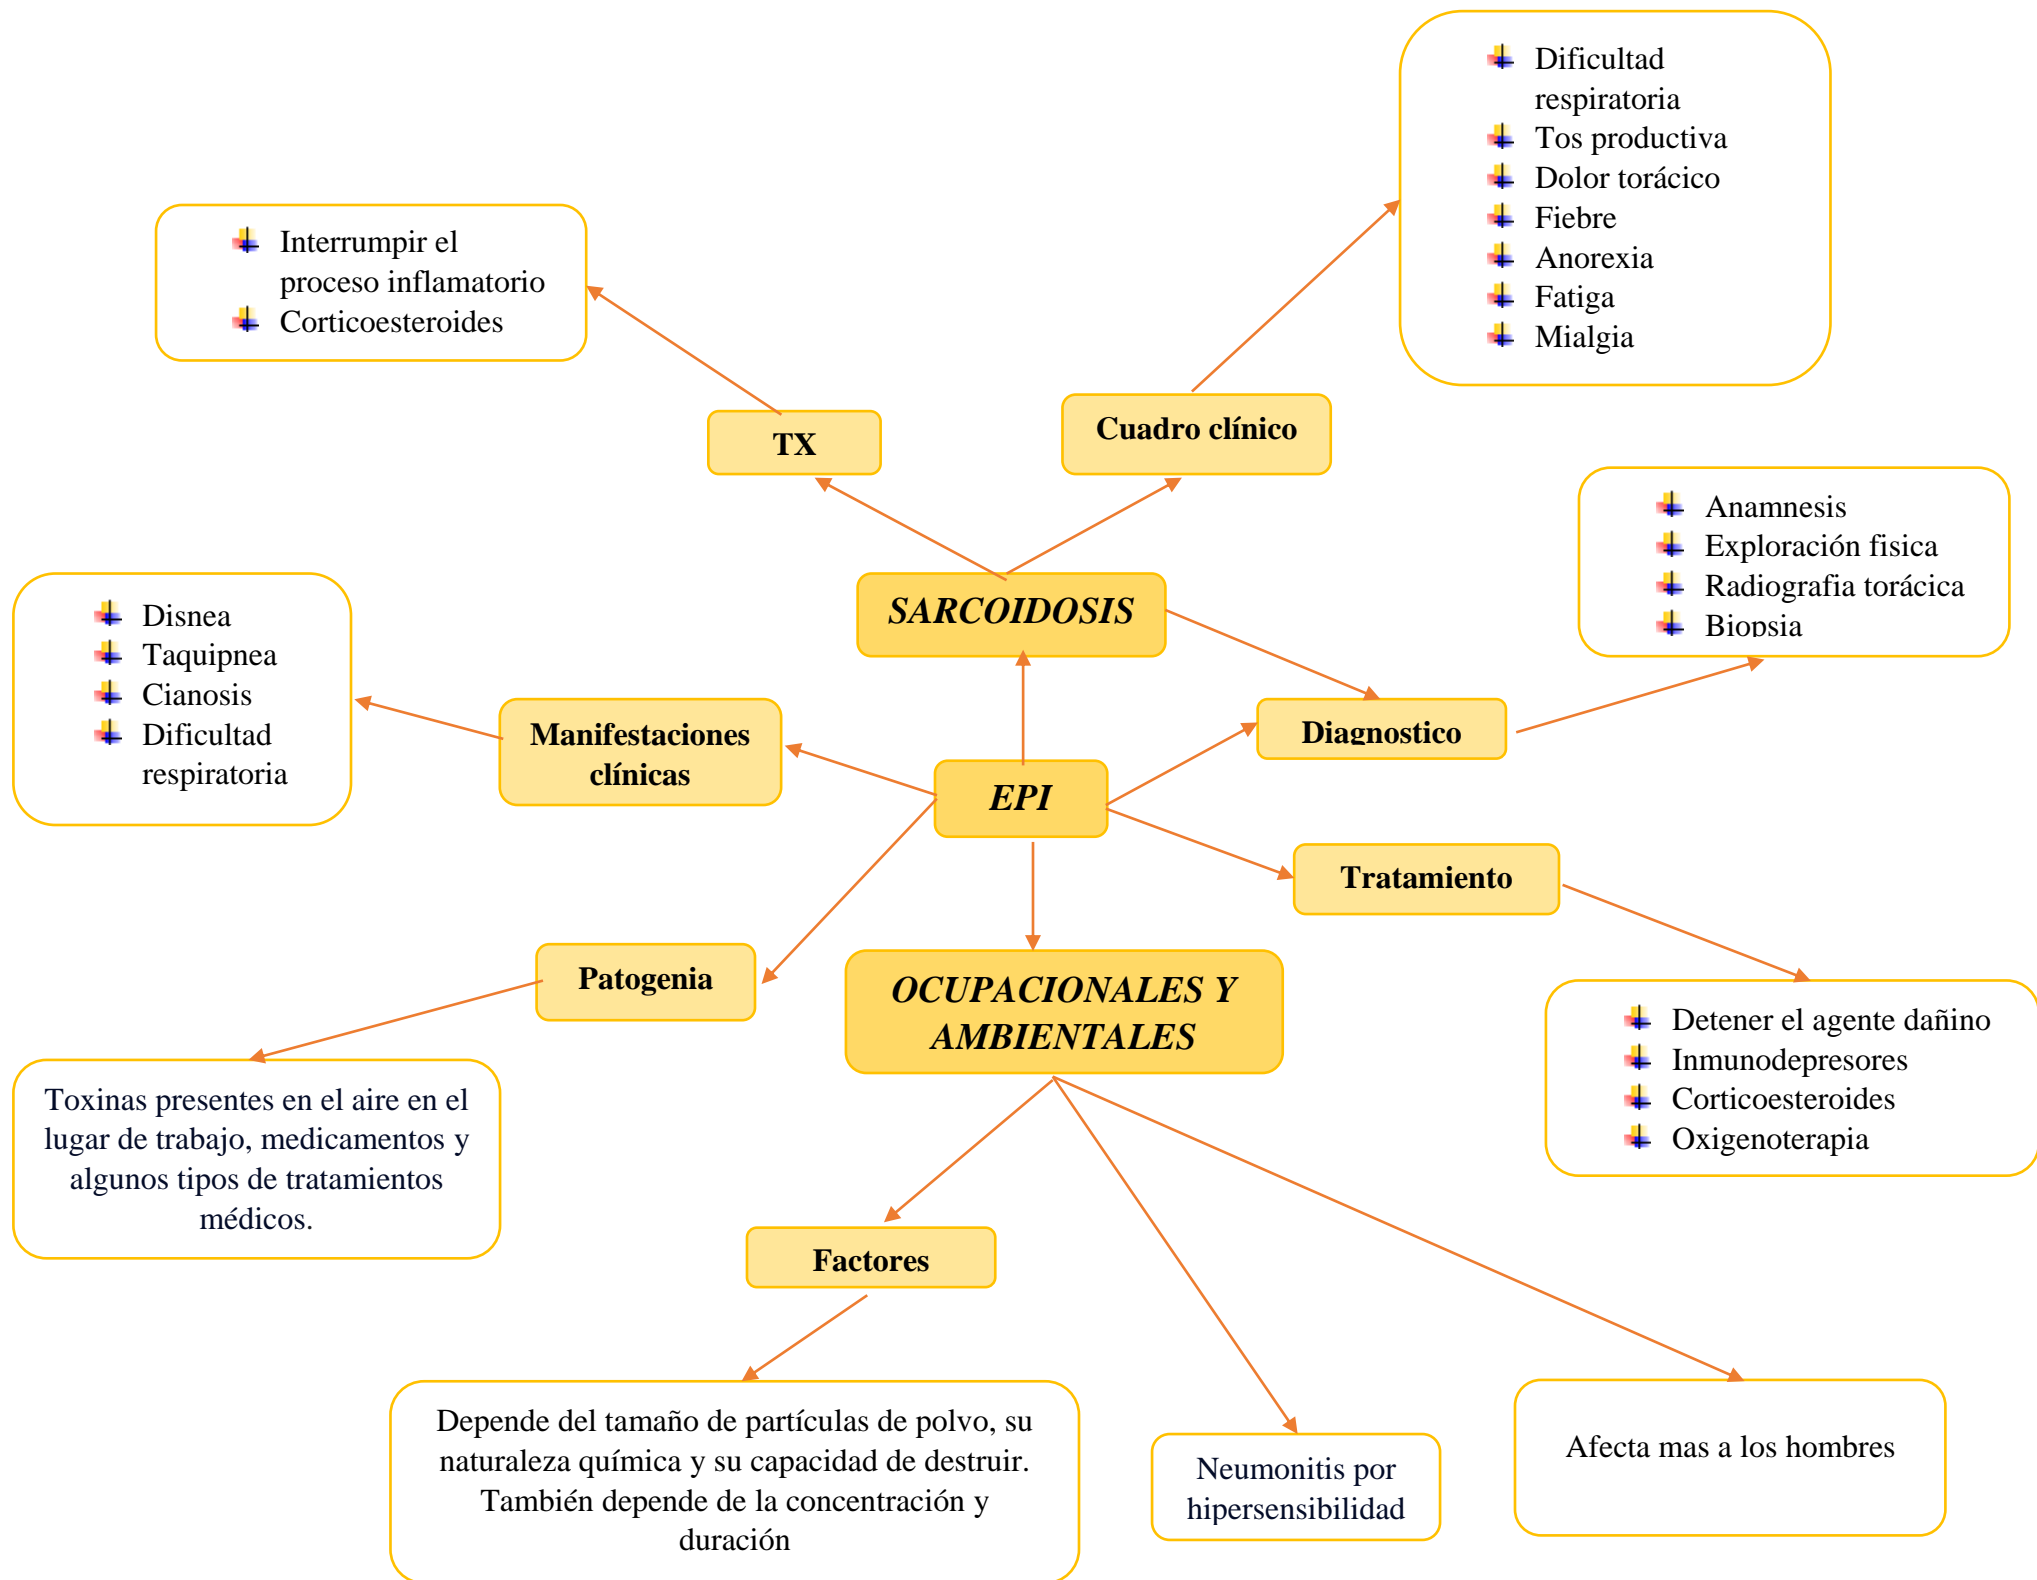 Dificultad
respiratoria
Tos productiva
Dolor torácico
Fiebre
Anorexia
Fatiga
Mialgia
Interrumpir el
proceso inflamatorio
Corticoesteroides
TX
Cuadro clínico
Anamnesis
Exploración fisica
Radiografia torácica
Biopsia
SARCOIDOSIS
Disnea
Taquipnea
Cianosis
Dificultad
respiratoria
Manifestaciones
clínicas
Diagnostico
EPI
Tratamiento
Patogenia
OCUPACIONALES Y
AMBIENTALES
Detener el agente dañino
Inmunodepresores
Corticoesteroides
Oxigenoterapia
Toxinas presentes en el aire en el
lugar de trabajo, medicamentos y
algunos tipos de tratamientos
médicos.
Factores
Depende del tamaño de partículas de polvo, su
naturaleza química y su capacidad de destruir.
También depende de la concentración y
duración
Neumonitis por
hipersensibilidad
Afecta mas a los hombres